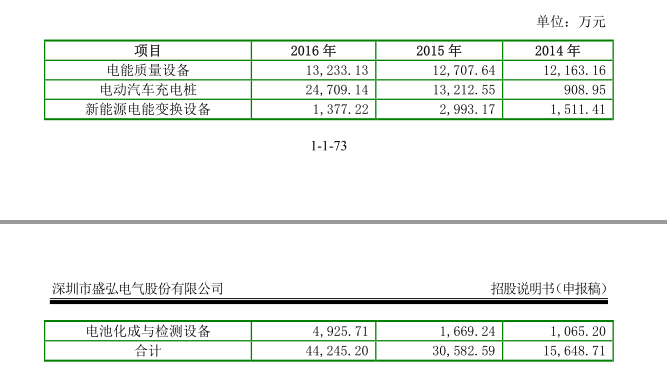 单位：万元
项目 2016 年 2015 年 2014 年
电能质量设备 13,233.13 12,707.64 12,163.16
电动汽车充电桩 24,709.14 13,212.55 908.95
新能源电能变换设备 1,377.22 2,993.17 1,511.41
1-1-73
深圳市盛弘电气股份有限公司 招股说明书（申报稿）
电池化成与检测设备 4,925.71 1,669.24 1,065.20
合计 44,245.20 30,582.59 15,648.71